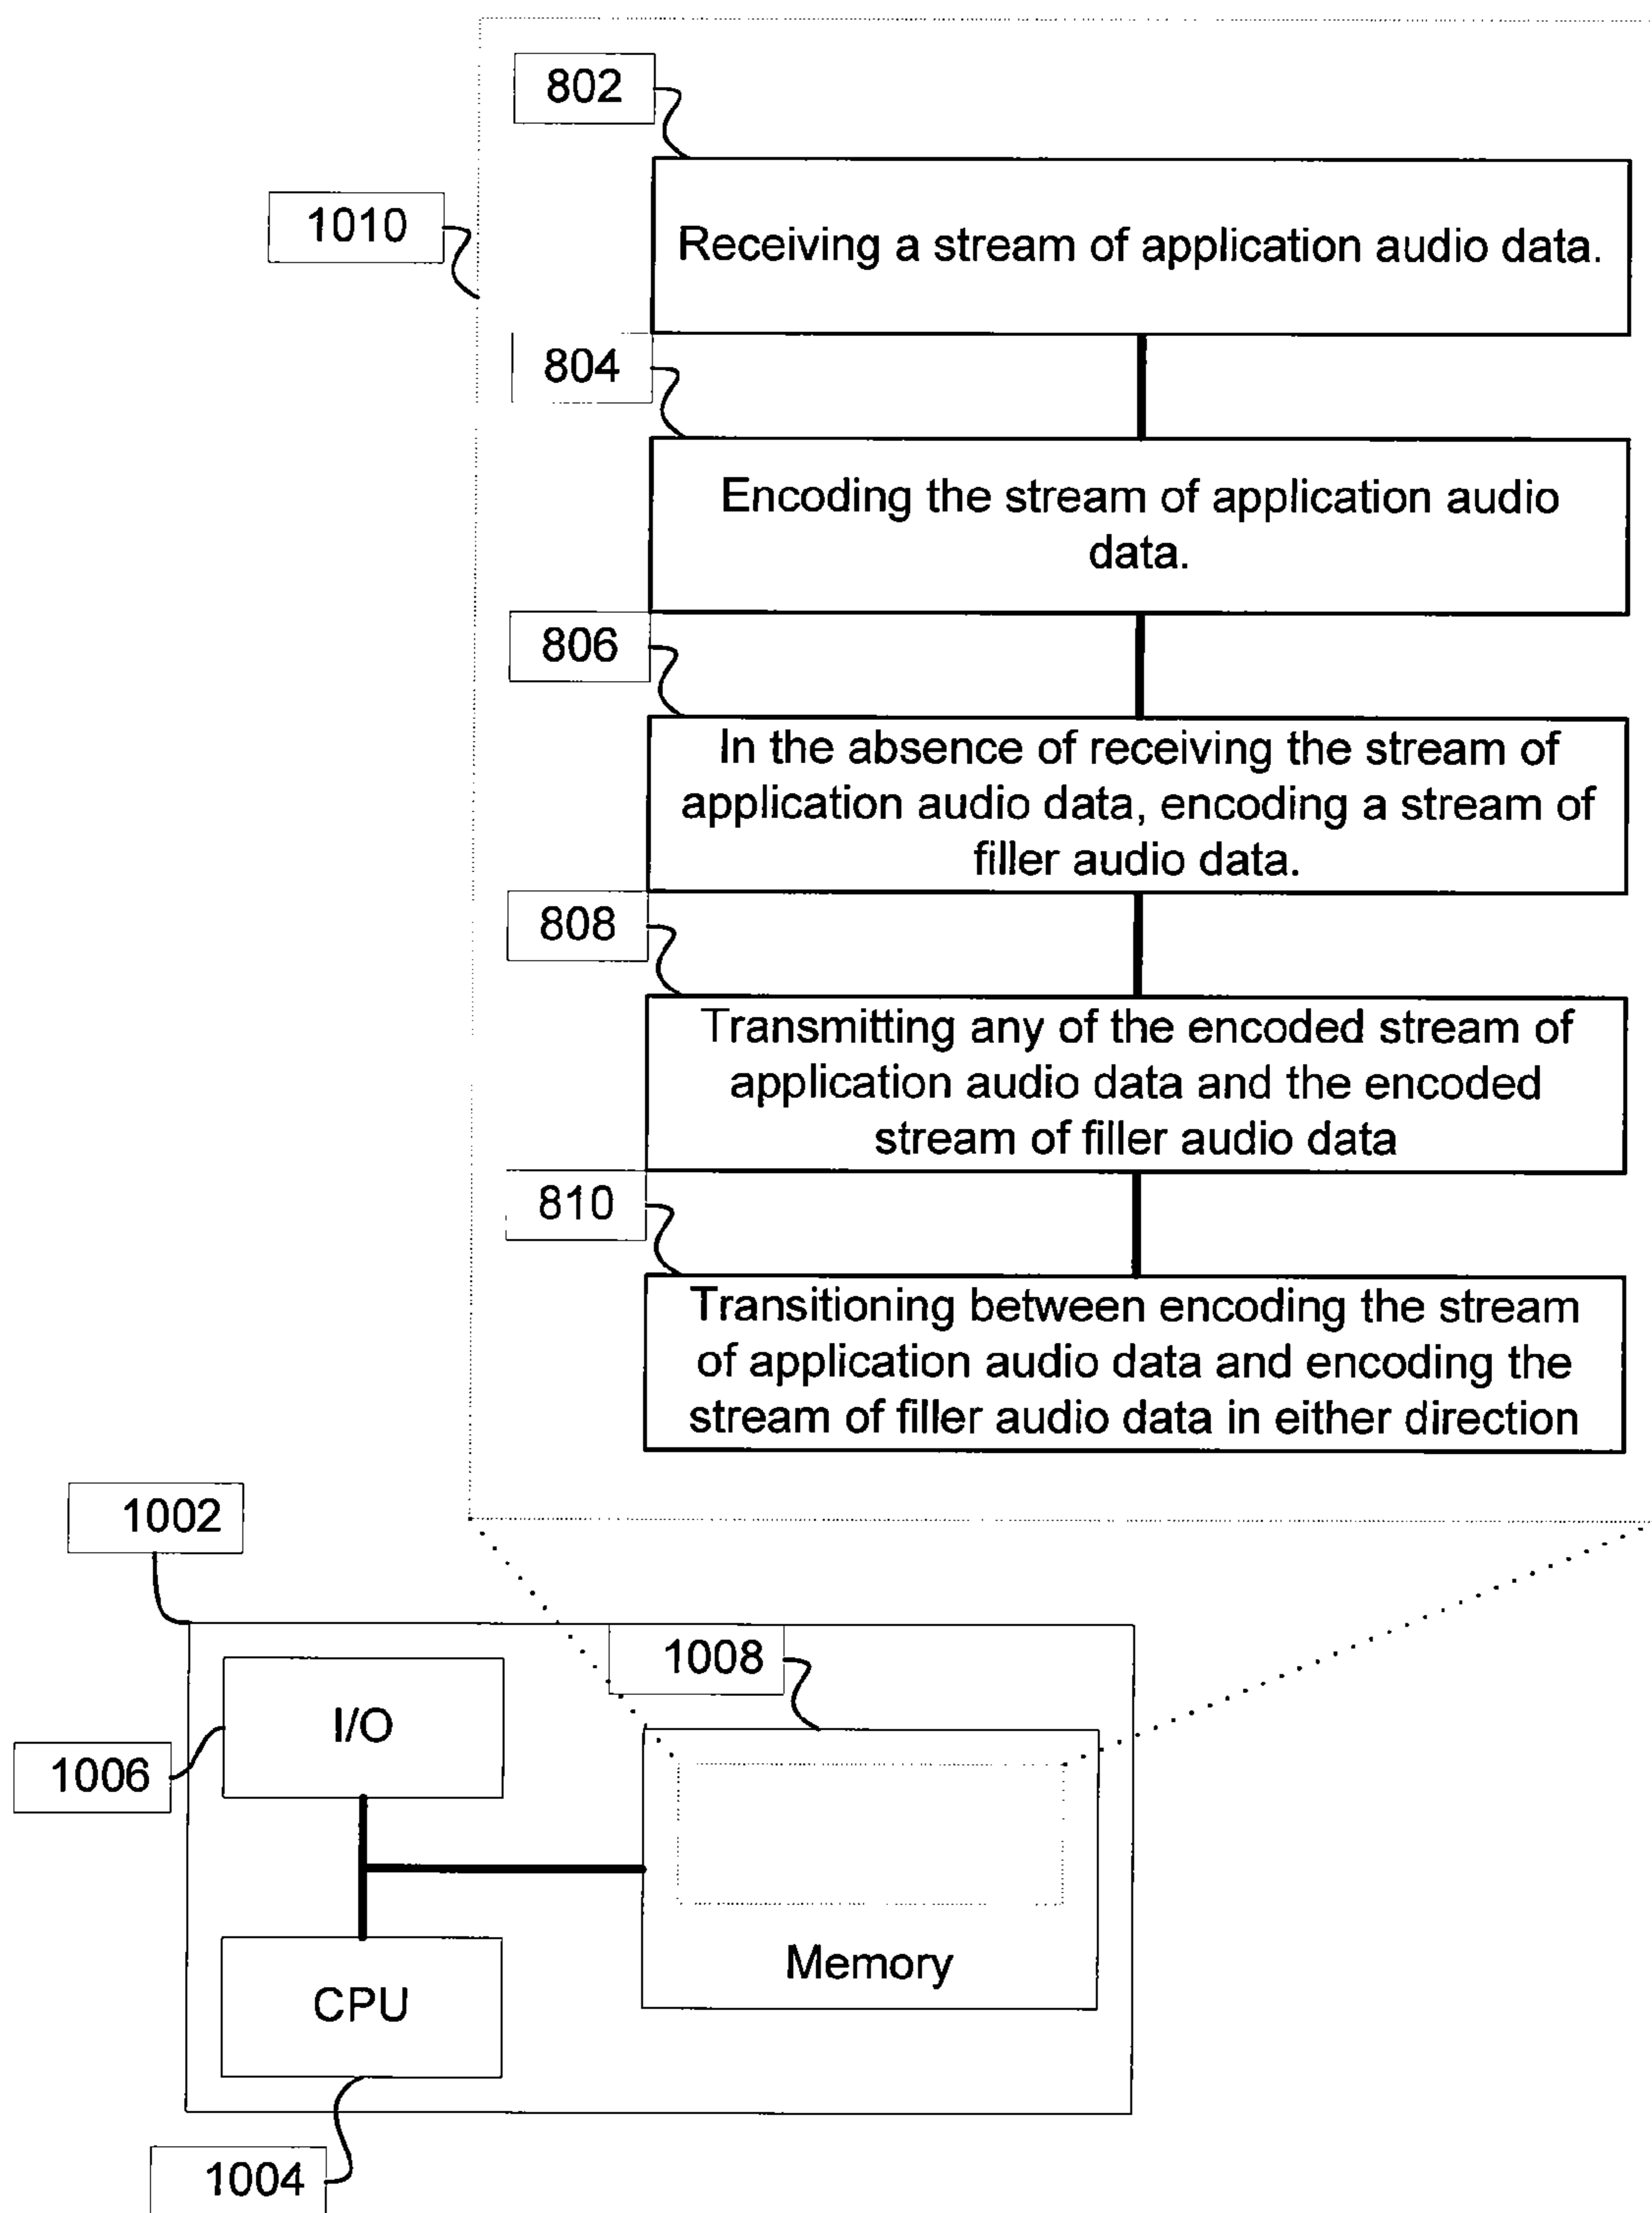 802
1010
Receiving a stream of application audio data.
804
Encoding the stream of application audio
data.
806
In the absence of receiving the stream of
application audio data, encoding a stream of
filler audio data.
808
Transmitting any of the encoded stream of
application audio data and the encoded
stream of filler audio data
810
Transitioning between encoding the stream
of application audio data and encoding the
stream of filler audio data in either direction
1002
1008
I/O
1006
Memory
CPU
1004